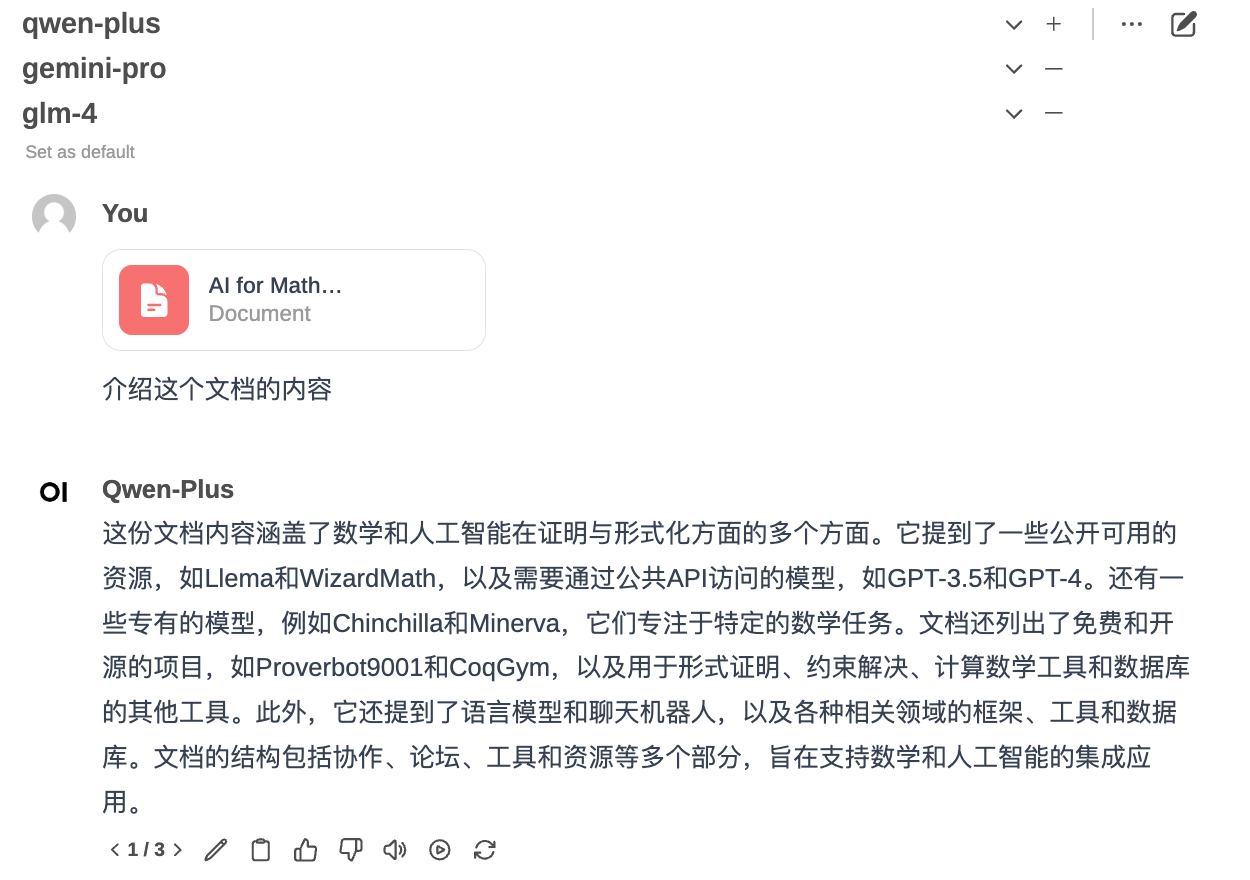 qwen-plus
gemini-pro
glm-4
Set as default
You
AI for Math…
Document
介绍这个文档的内容
OI
Qwen-Plus
这份文档内容涵盖了数学和人工智能在证明与形式化方面的多个方面。它提到了一些公开可用的
资源，如Llema和WizardMath，以及需要通过公共API访问的模型，如GPT-3.5和GPT-4。还有一
些专有的模型，例如Chinchilla和Minerva，它们专注于特定的数学任务。文档还列出了免费和开
源的项目，如Proverbot9001和CoqGym，以及用于形式证明、约束解决、计算数学工具和数据库
的其他工具。此外，它还提到了语言模型和聊天机器人，以及各种相关领域的框架、工具和数据
库。文档的结构包括协作、论坛、工具和资源等多个部分，旨在支持数学和人工智能的集成应
用。
1 / 3